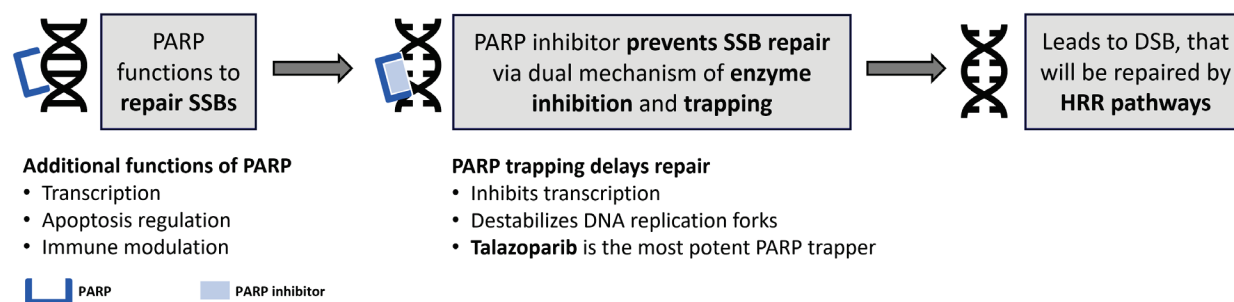 PARP
functions to
repair SSBs
PARP inhibitor prevents SSB repair
via dual mechanism of enzyme
inhibition and trapping
Leads to DSB, that
will be repaired by
HRR pathways
Additional functions of PARP
• Transcription
• Apoptosis regulation
• Immune modulation
PARP trapping delays repair
• Inhibits transcription
• Destabilizes DNA replication forks
• Talazoparib is the most potent PARP trapper
PARP
PARP inhibitor